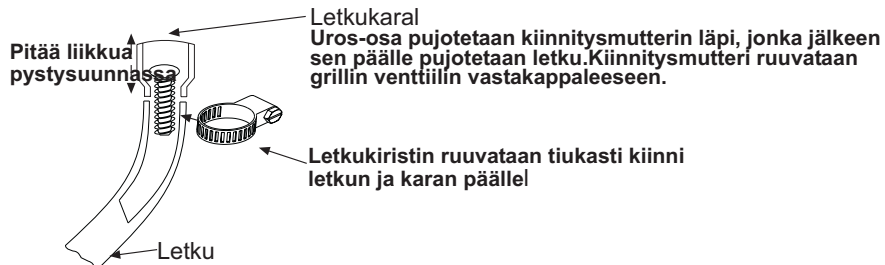 Letkukaral
Uros-osa pujotetaan kiinnitysmutterin läpi, jonka jälkeen
sen päälle pujotetaan letku.Kiinnitysmutteri ruuvataan
grillin venttiilin vastakappaleeseen.
Pitää liikkua
pystysuunnassa
Letkukiristin ruuvataan tiukasti kiinni
letkun ja karan päällel
Letku